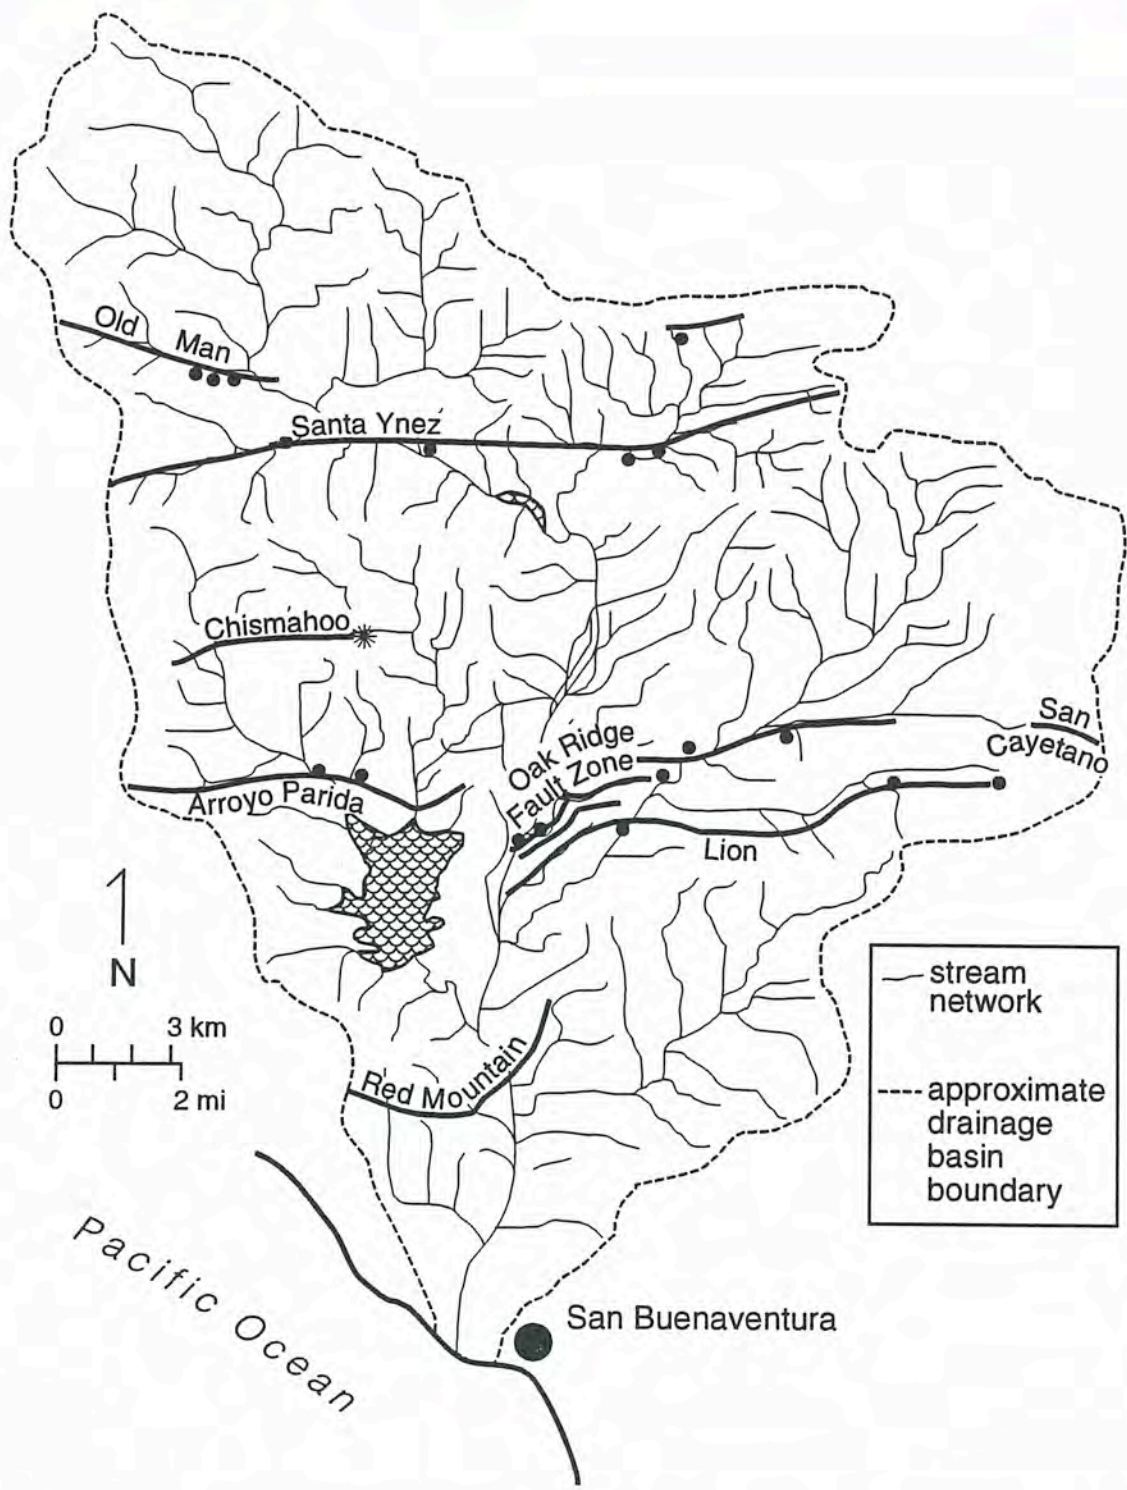 Old
Man
Santa Ynez
Chismahoo
San
Cayetano
Oak Ridge
Fault Zone
Arroyo Parida
Lion
N
0 3 km
0 2 mi
Red Mountain
stream
network
approximate
drainage
basin
boundary
Pacific Ocean
San Buenaventura